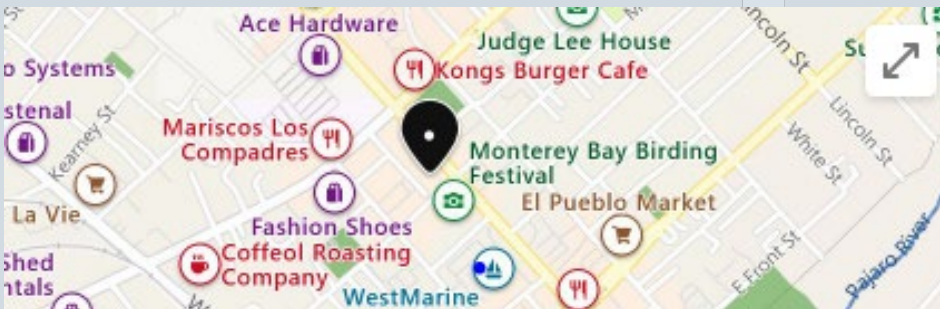 Ace Hardware
Judge Lee House
Lincoln St
o Systems
Kongs Burger Cafe
stenal
Kearney St
Mariscos Los
Compadres
Lincoln St
White St
Monterey Bay Birding
Festival
La Vie
El Pueblo Market
Fashion Shoes
Coffeol Roasting
Company
Shed
ntals
E Front St
Pajaro River
WestMarine